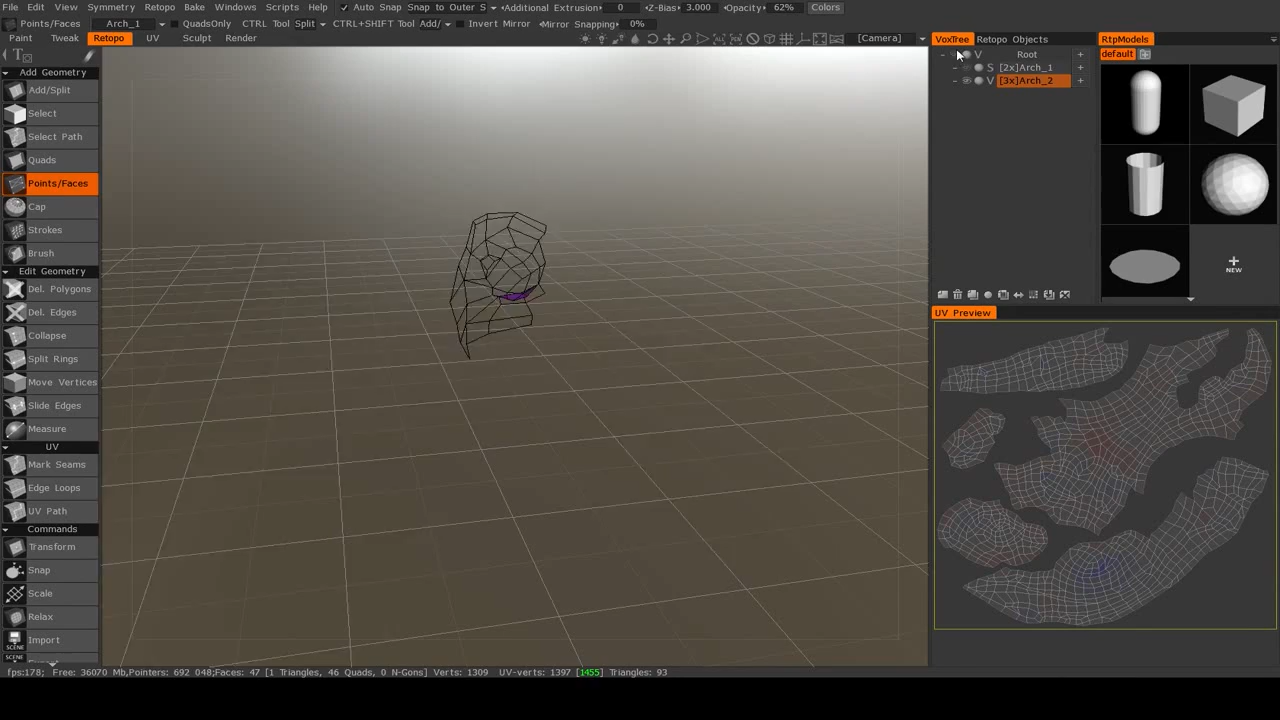 File Edit View Symmetry Retopo Bake Windows Scripts Help Auto Snap Snap to Outer S Additional Extrusion 0 Z-Bias 3.000 Opacity 62% Colors
Points/Faces Arch_1 QuadsOnly CTRL Tool Split CTRL+SHIFT Tool Add/ Invert Mirror Mirror Snapping 0%
Paint Tweak Retopo UV Sculpt Render [Camera] VoxTree Retopo Objects RtpModels
default
V Root +
S [2x]Arch_1 +
V [3x]Arch_2 +
Add Geometry
Add/Split
Select
Select Path
Quads
Points/Faces
Cap
Strokes
Brush
Edit Geometry
Del. Polygons
Del. Edges
Collapse
Split Rings
Move Vertices
Slide Edges
Measure
UV
Mark Seams
Edge Loops
UV Path
Commands
Transform
Snap
Scale
Relax
SCENE Import
SCENE
NEW
UV Preview
fps:178; Free: 36070 Mb,Pointers: 692 048;Faces: 47 [1 Triangles, 46 Quads, 0 N-Gons] Verts: 1309 UV-verts: 1397 [1455] Triangles: 93